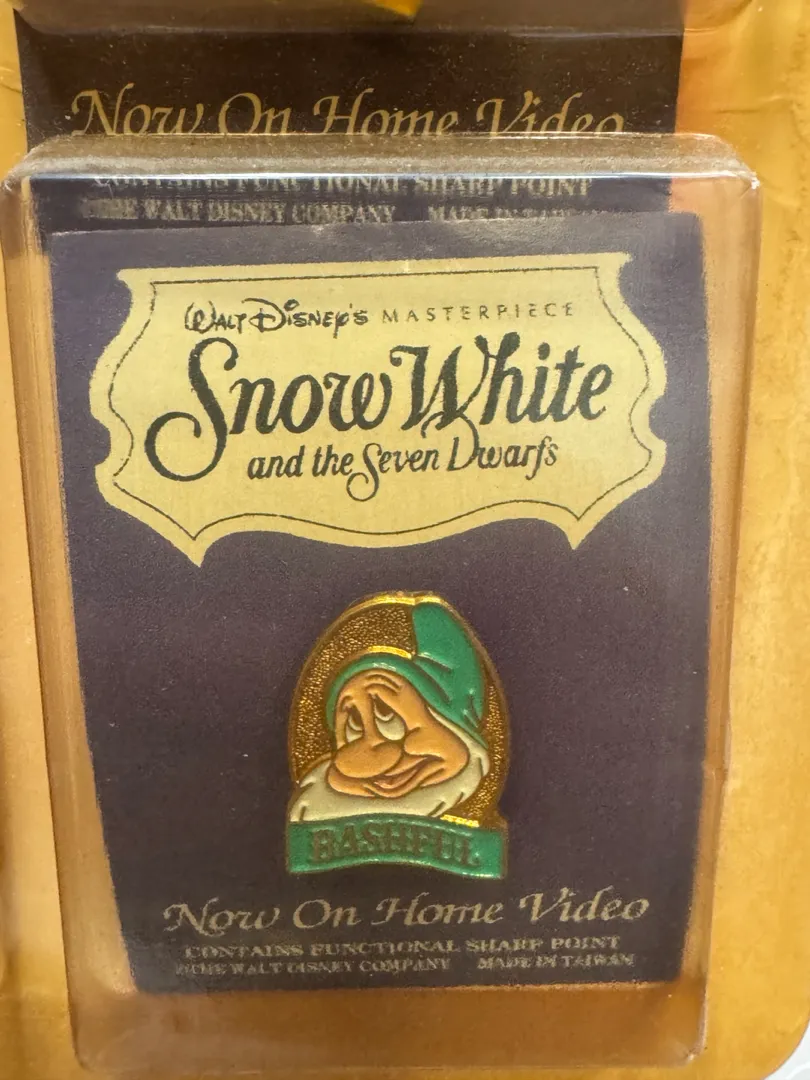 Now On Home Video
CONTAINS FUNCTIONAL SHARP POINT
THE WALT DISNEY COMPANY MADE IN TAIWAN
WALT DISNEY'S MASTERPIECE
Snow White
and the Seven Dwarfs
BASHFUL
Now On Home Video
CONTAINS FUNCTIONAL SHARP POINT
©THE WALT DISNEY COMPANY MADE IN TAIWAN